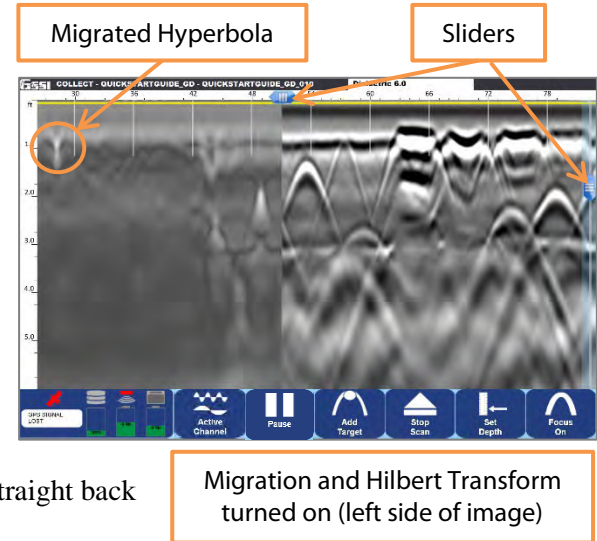 Migrated Hyperbola
Sliders
GSSI COLLECT - QUICKSTARTGUIDE_GD - QUICKSTARTGUIDE_GD_010
Dielectric 6.0
30 36 42 48 54 60 66 72 78
ft
1.
2.0
3.0
4.0
5.0
GPS SIGNAL
LOST
Active
Channel
Pause
Add
Target
Stop
Scan
Set
Depth
Focus
On
traight back
Migration and Hilbert Transform
turned on (left side of image)